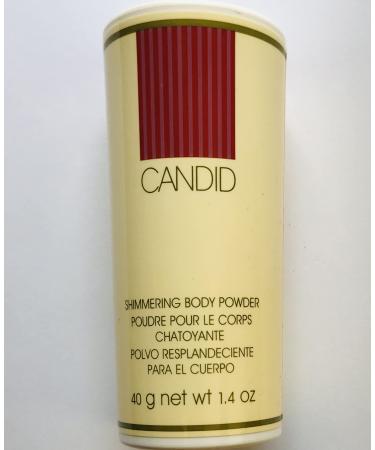 CANDID
SHIMMERING BODY POWDER
POUDRE POUR LE CORPS
CHATOYANTE
POLVO RESPLANDECIENTE
PARA EL CUERPO
40 g net wt 1.4 oz